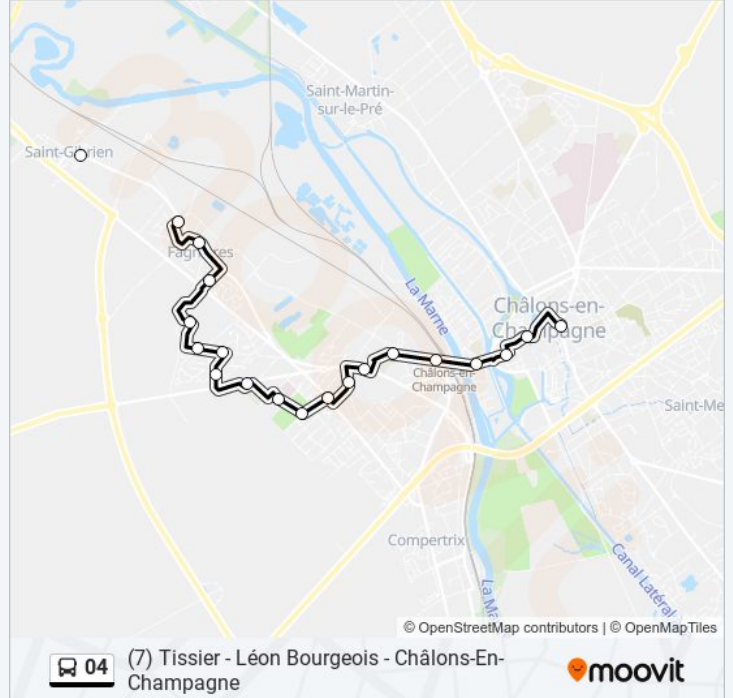 Saint-Martin-
sur-le-Pré
Saint-Gibrien
Fagnières
La Marne
Châlons-en-
Champagne
Châlons-en-
Champagne
Saint-Me
Compertrix
Canal Latéral
La Ma
© OpenStreetMap contributors | © OpenMapTiles
04
(7) Tissier - Léon Bourgeois - Châlons-En-
Champagne
moovit